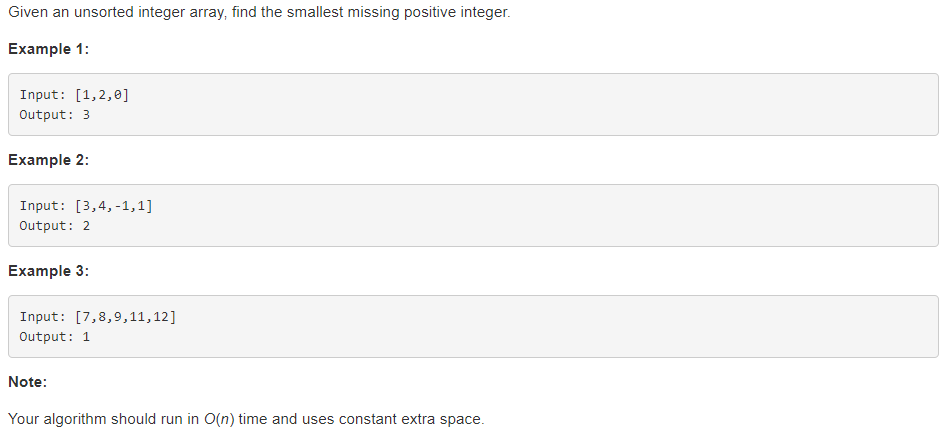 Given an unsorted integer array, find the smallest missing positive integer.
Example 1:
Input: [1,2,0]
Output: 3
Example 2:
Input: [3,4,-1,1]
Output: 2
Example 3:
Input: [7,8,9,11,12]
Output: 1
Note:
Your algorithm should run in O(n) time and uses constant extra space.